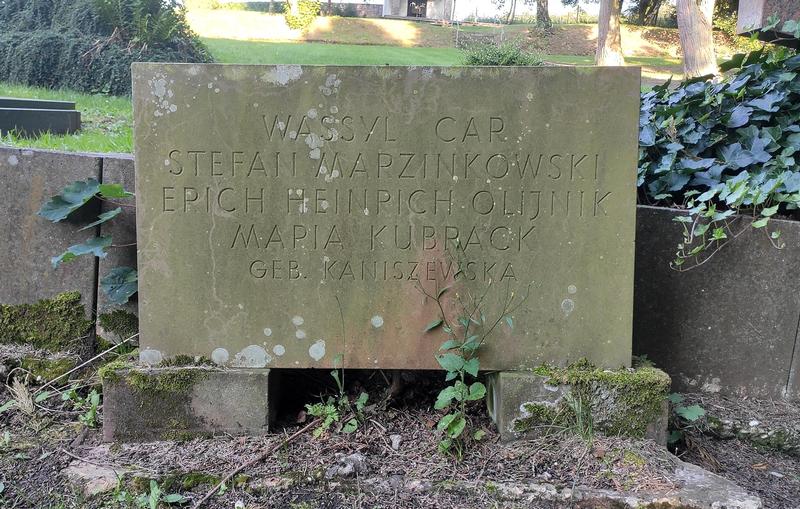 WASSYL CAR
STEFAN MARZINKOWSKI
ERICH HEINRICH OLIJNIK
MARIA KUBRACK
GEB. KANISZEWSKA